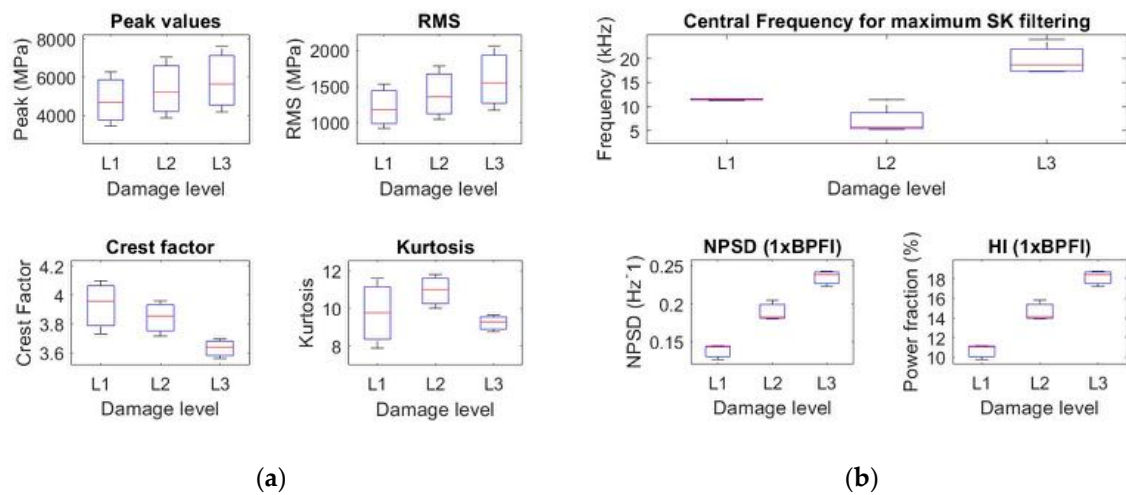 Peak values
Peak (MPa)
8000
6000
4000
L1 L2 L3
Damage level
RMS
RMS (MPa)
2000
1500
1000
L1 L2 L3
Damage level
Central Frequency for maximum SK filtering
Frequency (kHz)
20
15
10
5
L1 L2 L3
Damage level
Crest factor
Crest Factor
4.2
4
3.8
3.6
L1 L2 L3
Damage level
Kurtosis
Kurtosis
12
10
8
L1 L2 L3
Damage level
NPSD (1xBPFI)
NPSD (Hz-1)
0.25
0.2
0.15
L1 L2 L3
Damage level
HI (1xBPFI)
Power fraction (%)
18
16
14
12
10
L1 L2 L3
Damage level
(a) (b)